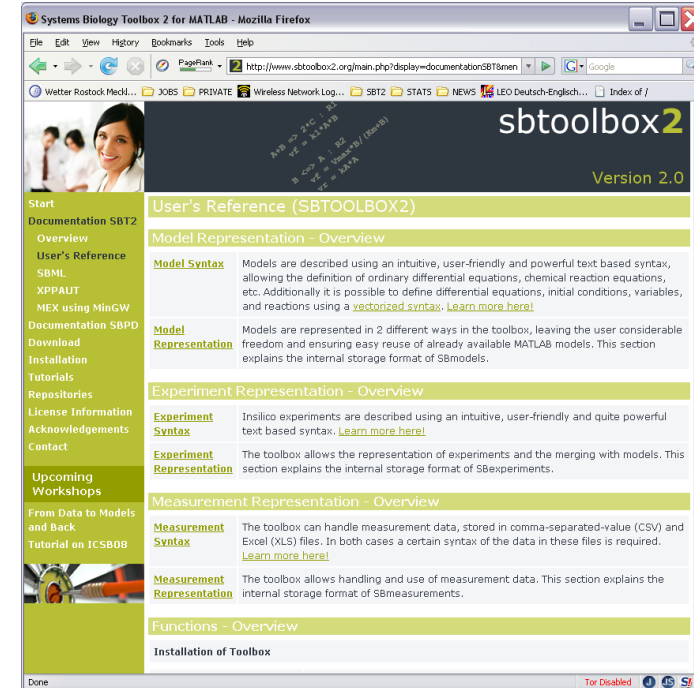 Systems Biology Toolbox 2 for MATLAB - Mozilla Firefox
File Edit View History Bookmarks Tools Help
PageRank 2 http://www.sbtoolbox2.org/main.php?display=documentationSBT&men G Google
Wetter Rostock Meckl... JOBS PRIVATE Wireless Network Log... SBT2 STATS NEWS LEO Deutsch-Englisch... Index of /
sbtoolbox2
Version 2.0
Start
Documentation SBT2
Overview
User's Reference
SBML
XPPAUT
MEX using MinGW
Documentation SBPD
Download
Installation
Tutorials
Repositories
License Information
Acknowledgements
Contact
Upcoming
Workshops
From Data to Models
and Back
Tutorial on ICSB08
User's Reference (SBTOOLBOX2)
Model Representation - Overview
Model Syntax Models are described using an intuitive, user-friendly and powerful text based syntax,
allowing the definition of ordinary differential equations, chemical reaction equations,
etc. Additionally it is possible to define differential equations, initial conditions, variables,
and reactions using a vectorized syntax. Learn more here!
Model Models are represented in 2 different ways in the toolbox, leaving the user considerable
Representation freedom and ensuring easy reuse of already available MATLAB models. This section
explains the internal storage format of SBmodels.
Experiment Representation - Overview
Experiment Insilico experiments are described using an intuitive, user-friendly and quite powerful
Syntax text based syntax. Learn more here!
Experiment The toolbox allows the representation of experiments and the merging with models. This
Representation section explains the internal storage format of SBexperiments.
Measurement Representation - Overview
Measurement The toolbox can handle measurement data, stored in comma-separated-value (CSV) and
Syntax Excel (XLS) files. In both cases a certain syntax of the data in these files is required.
Learn more here!
Measurement The toolbox allows handling and use of measurement data. This section explains the
Representation internal storage format of SBmeasurements.
Functions - Overview
Installation of Toolbox
Done Tor Disabled